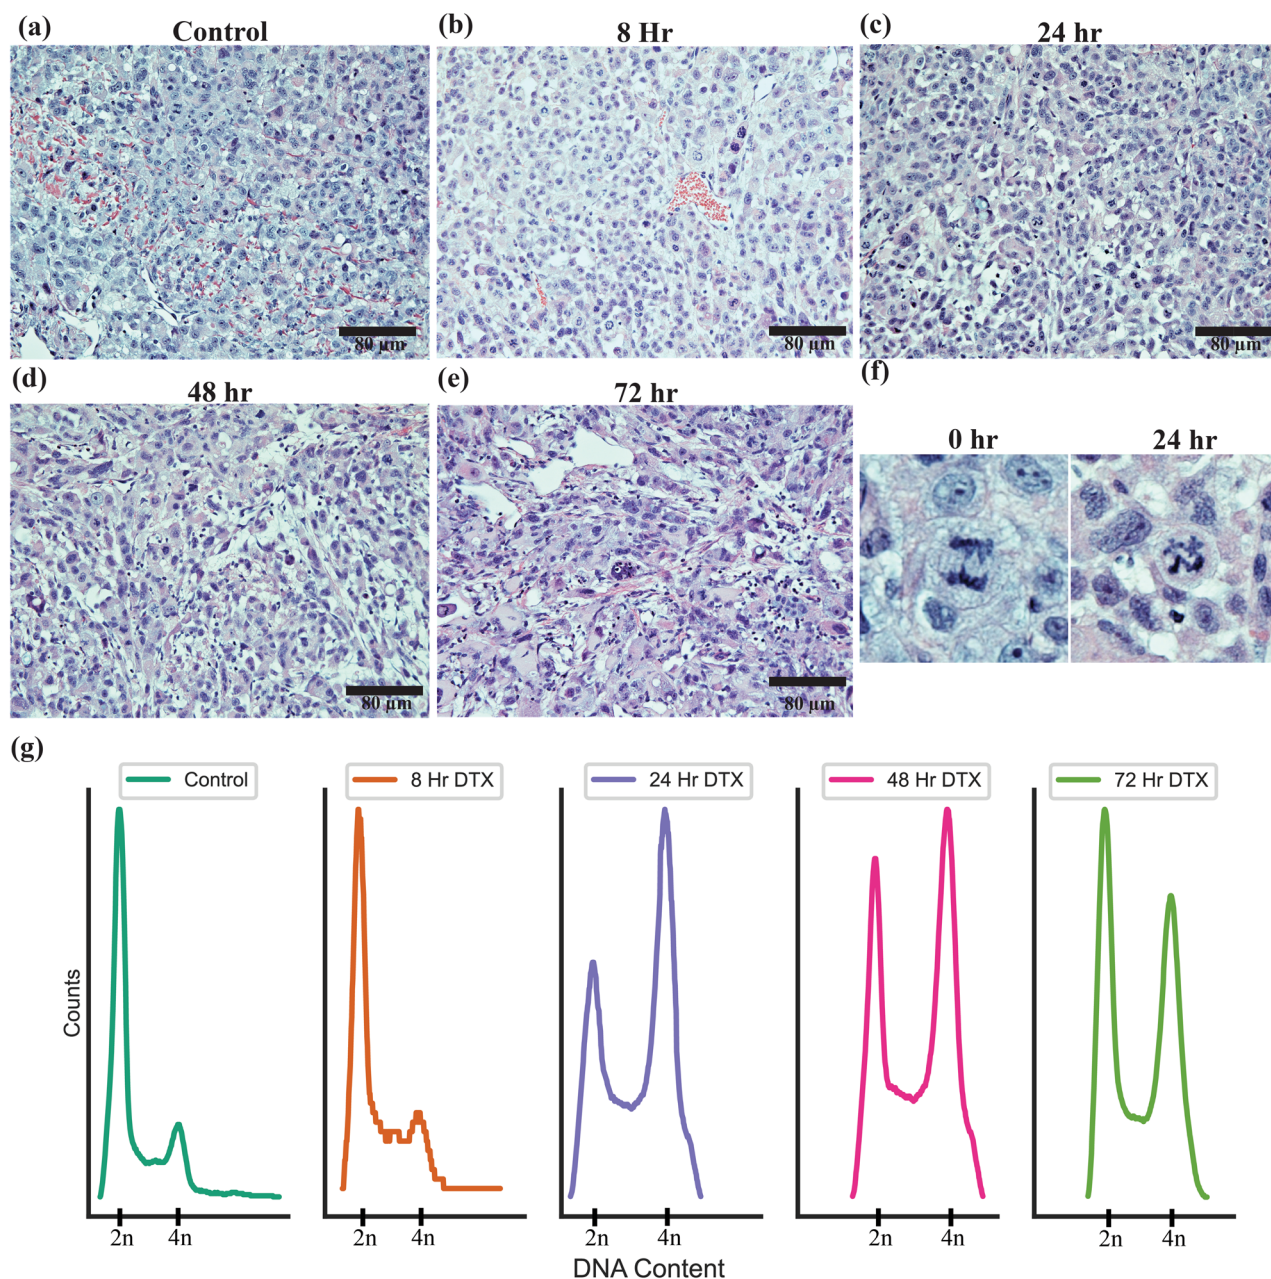 (a) Control
(b) 8 Hr
(c) 24 hr
80 µm
80 µm
80 µm
(d) 48 hr
(e) 72 hr
(f)
0 hr 24 hr
80 µm
80 µm
(g)
Control
8 Hr DTX
24 Hr DTX
48 Hr DTX
72 Hr DTX
Counts
2n 4n
2n 4n
2n 4n
2n 4n
2n 4n
DNA Content